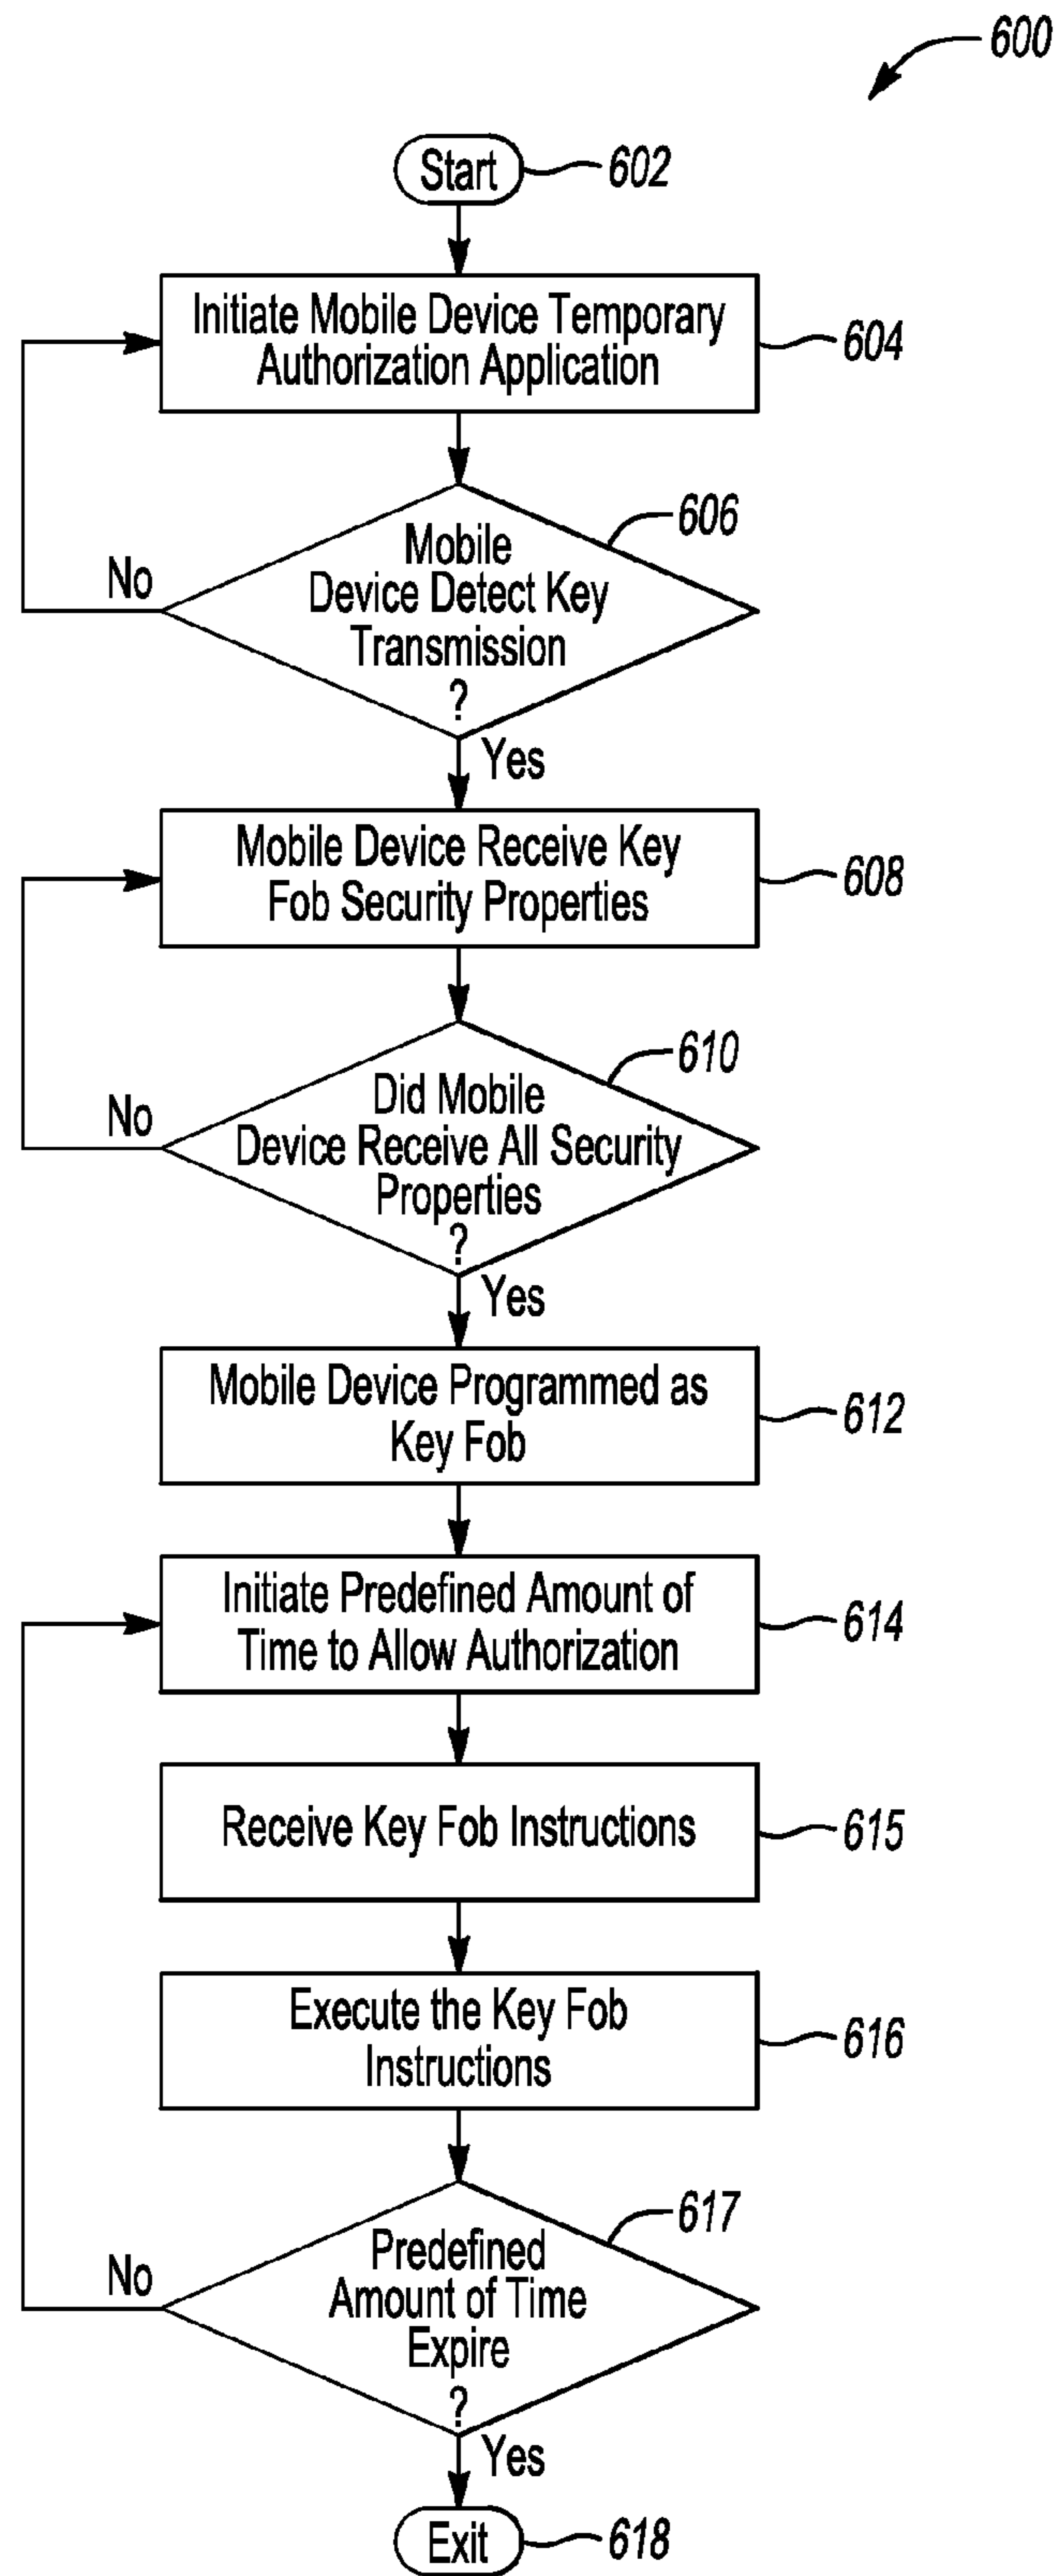 600
Start
602
Initiate Mobile Device Temporary
Authorization Application
604
Mobile
Device Detect Key
Transmission
?
606
No
Yes
Mobile Device Receive Key
Fob Security Properties
608
Did Mobile
Device Receive All Security
Properties
?
610
No
Yes
Mobile Device Programmed as
Key Fob
612
Initiate Predefined Amount of
Time to Allow Authorization
614
Receive Key Fob Instructions
615
Execute the Key Fob
Instructions
616
Predefined
Amount of Time
Expire
?
617
No
Yes
Exit
618